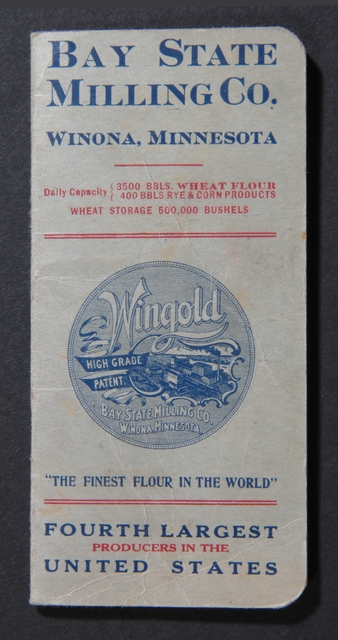 BAY STATE
MILLING CO.
WINONA, MINNESOTA
Daily Capacity { 3500 BBLS. WHEAT FLOUR
400 BBLS. RYE & CORN PRODUCTS
WHEAT STORAGE 500,000 BUSHELS
Wingold
HIGH GRADE
PATENT.
BAY STATE MILLING CO.
WINONA, MINNESOTA.
"THE FINEST FLOUR IN THE WORLD"
FOURTH LARGEST
PRODUCERS IN THE
UNITED STATES